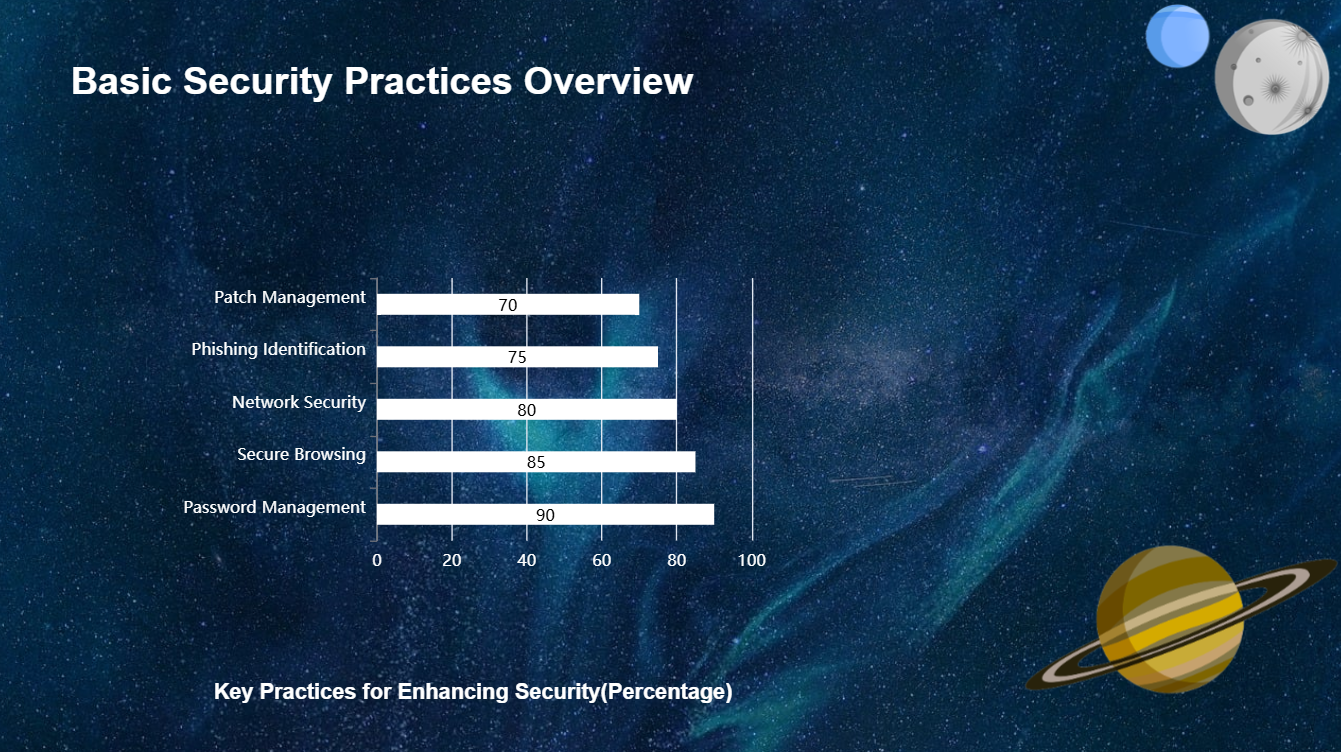 Basic Security Practices Overview
Patch Management 70
Phishing Identification 75
Network Security 80
Secure Browsing 85
Password Management 90
0 20 40 60 80 100
Key Practices for Enhancing Security(Percentage)